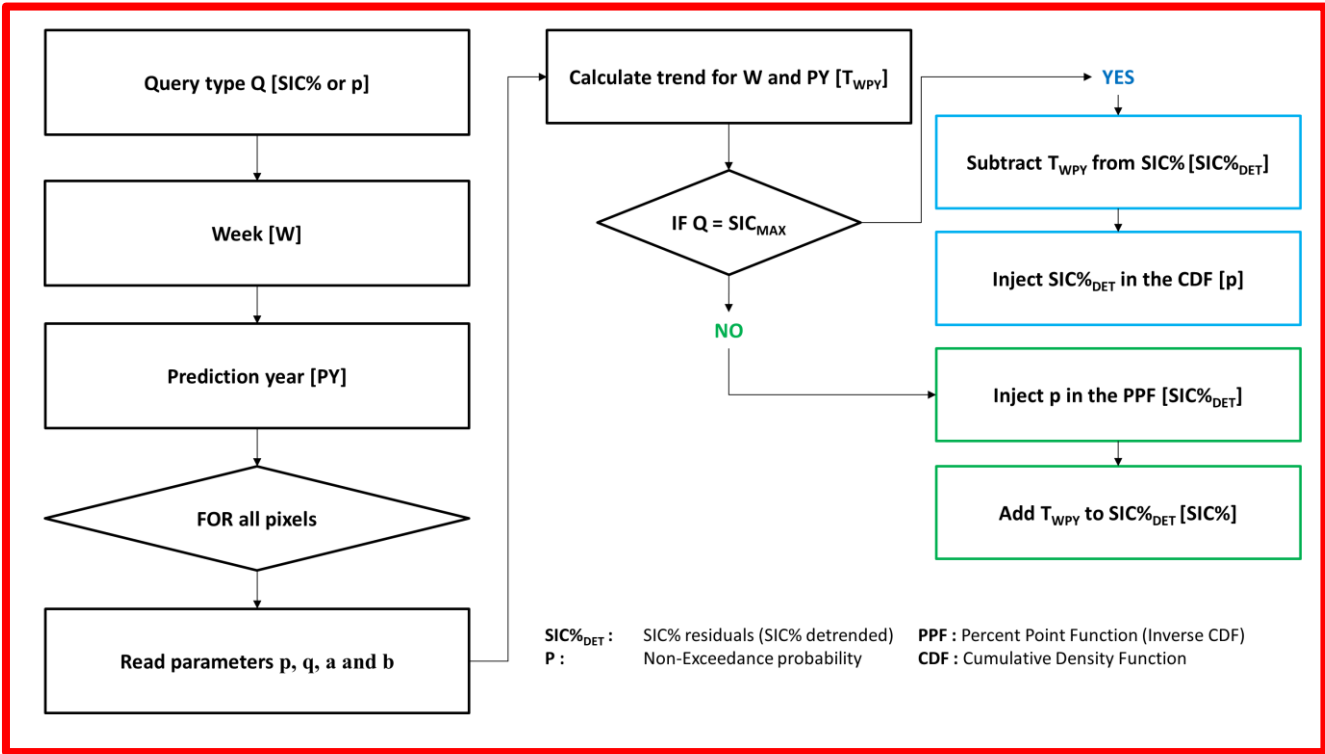 Query type Q [SIC% or p]
Week [W]
Prediction year [PY]
FOR all pixels
Read parameters p, q, a and b
Calculate trend for W and PY [TWPY]
IF Q = SICMAX
YES
Subtract TWPY from SIC% [SIC%DET]
Inject SIC%DET in the CDF [p]
NO
Inject p in the PPF [SIC%DET]
Add TWPY to SIC%DET [SIC%]
SIC%DET : SIC% residuals (SIC% detrended) PPF : Percent Point Function (Inverse CDF)
P : Non-Exceedance probability CDF : Cumulative Density Function